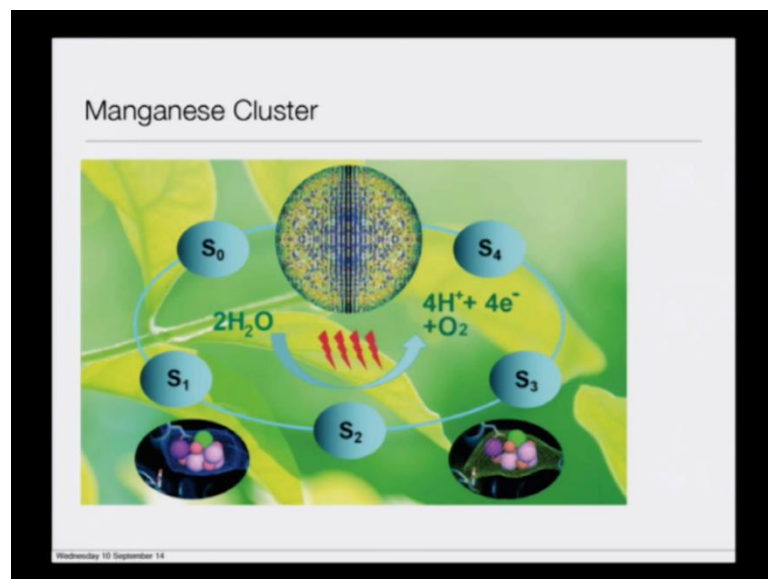 Manganese Cluster
S₀
S₄
2H₂O
4H⁺+ 4e⁻
+O₂
S₁
S₃
S₂
Wednesday 10 September 14